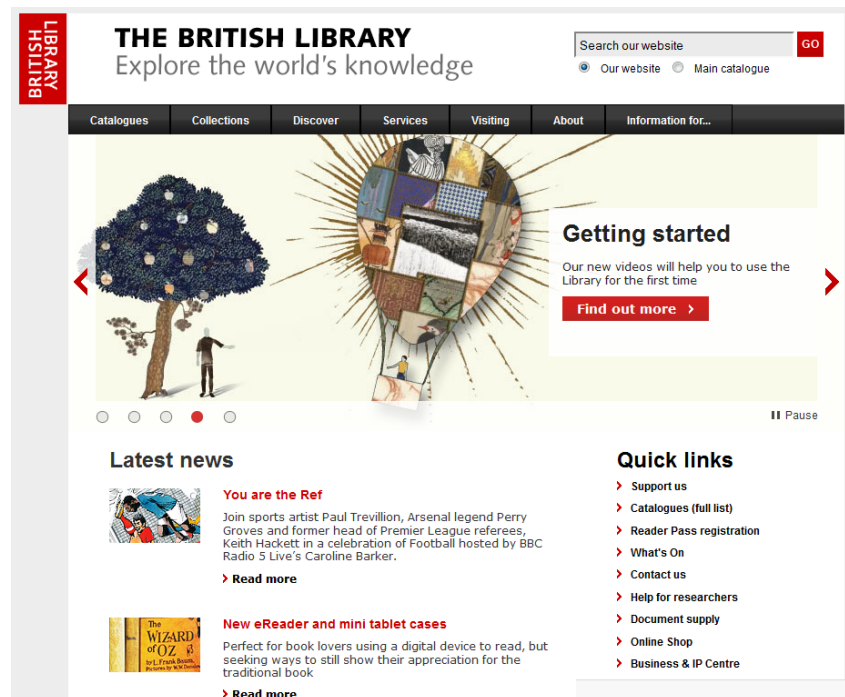 BRITISH
LIBRARY
THE BRITISH LIBRARY
Explore the world's knowledge
Search our website
GO
Our website
Main catalogue
Catalogues
Collections
Discover
Services
Visiting
About
Information for...
Getting started
Our new videos will help you to use the
Library for the first time
Find out more
Pause
Latest news
You are the Ref
Join sports artist Paul Trevillion, Arsenal legend Perry
Groves and former head of Premier League referees,
Keith Hackett in a celebration of Football hosted by BBC
Radio 5 Live's Caroline Barker.
Read more
The
WIZARD
of OZ
by L. Frank Baum
New eReader and mini tablet cases
Perfect for book lovers using a digital device to read, but
seeking ways to still show their appreciation for the
traditional book
Read more
Quick links
Support us
Catalogues (full list)
Reader Pass registration
What's On
Contact us
Help for researchers
Document supply
Online Shop
Business & IP Centre